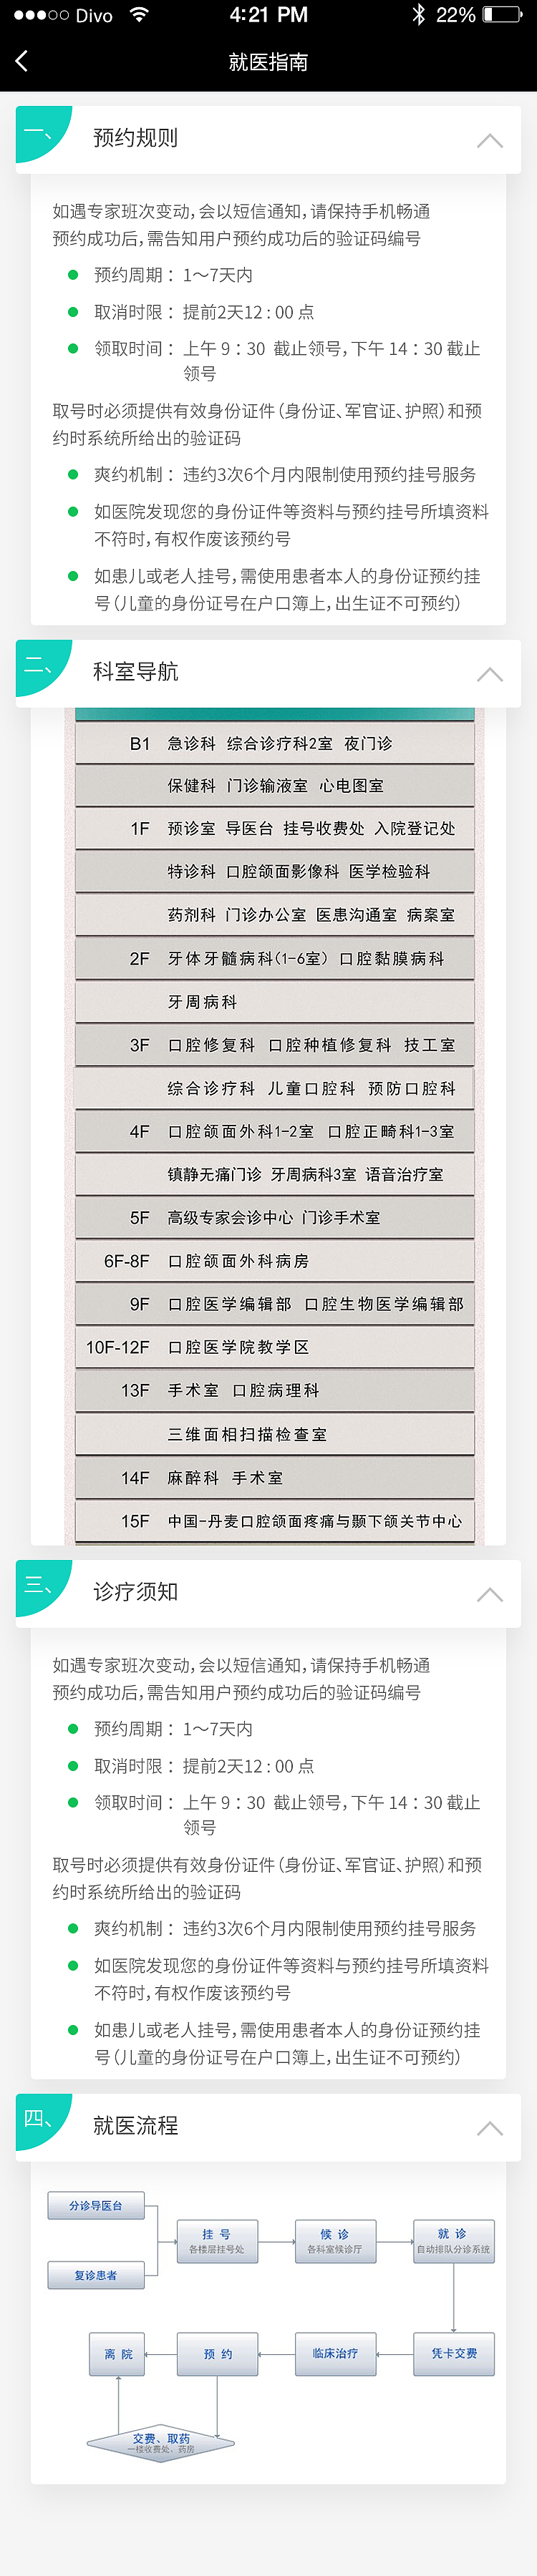 Divo 4:21 PM 22%
就医指南
一、 预约规则
如遇专家班次变动,会以短信通知,请保持手机畅通
预约成功后,需告知用户预约成功后的验证码编号
预约周期：1～7天内
取消时限：提前2天12 : 00 点
领取时间：上午 9：30 截止领号,下午 14：30 截止
领号
取号时必须提供有效身份证件(身份证、军官证、护照)和预
约时系统所给出的验证码
爽约机制：违约3次6个月内限制使用预约挂号服务
如医院发现您的身份证件等资料与预约挂号所填资料
不符时,有权作废该预约号
如患儿或老人挂号,需使用患者本人的身份证预约挂
号(儿童的身份证号在户口簿上,出生证不可预约)
二、 科室导航
B1 急诊科 综合诊疗科2室 夜门诊
保健科 门诊输液室 心电图室
1F 预诊室 导医台 挂号收费处 入院登记处
特诊科 口腔颌面影像科 医学检验科
药剂科 门诊办公室 医患沟通室 病案室
2F 牙体牙髓病科(1-6室) 口腔黏膜病科
牙周病科
3F 口腔修复科 口腔种植修复科 技工室
综合诊疗科 儿童口腔科 预防口腔科
4F 口腔颌面外科1-2室 口腔正畸科1-3室
镇静无痛门诊 牙周病科3室 语音治疗室
5F 高级专家会诊中心 门诊手术室
6F-8F 口腔颌面外科病房
9F 口腔医学编辑部 口腔生物医学编辑部
10F-12F 口腔医学院教学区
13F 手术室 口腔病理科
三维面相扫描检查室
14F 麻醉科 手术室
15F 中国-丹麦口腔颌面疼痛与颞下颌关节中心
三、 诊疗须知
如遇专家班次变动,会以短信通知,请保持手机畅通
预约成功后,需告知用户预约成功后的验证码编号
预约周期：1～7天内
取消时限：提前2天12 : 00 点
领取时间：上午 9：30 截止领号,下午 14：30 截止
领号
取号时必须提供有效身份证件(身份证、军官证、护照)和预
约时系统所给出的验证码
爽约机制：违约3次6个月内限制使用预约挂号服务
如医院发现您的身份证件等资料与预约挂号所填资料
不符时,有权作废该预约号
如患儿或老人挂号,需使用患者本人的身份证预约挂
号(儿童的身份证号在户口簿上,出生证不可预约)
四、 就医流程
分诊导医台
挂 号 候 诊 就 诊
各楼层挂号处 各科室候诊厅 自动排队分诊系统
复诊患者
离 院 预 约 临床治疗 凭卡交费
交费、取药
一楼收费处、药房